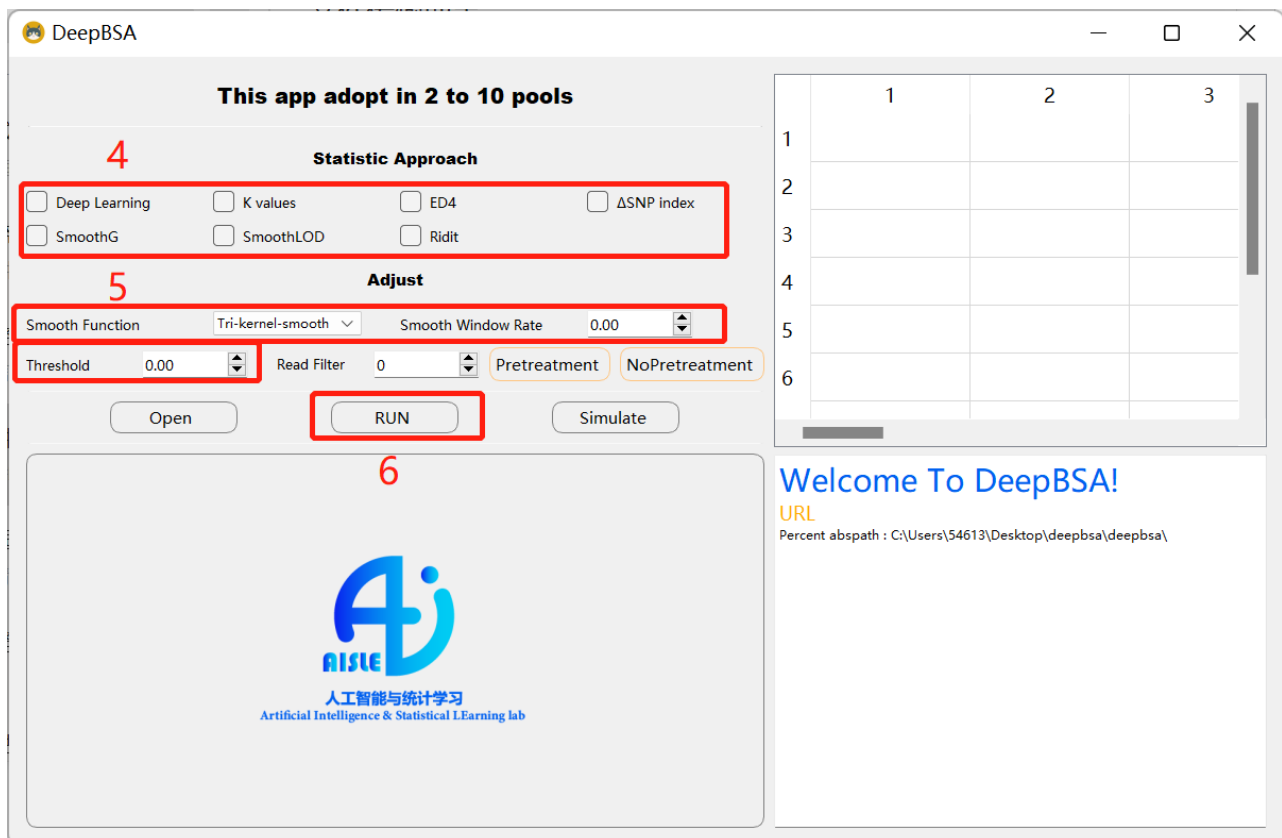 DeepBSA
This app adopt in 2 to 10 pools
4
Statistic Approach
Deep Learning K values ED4 ΔSNP index
SmoothG SmoothLOD Ridit
5
Adjust
Smooth Function Tri-kernel-smooth Smooth Window Rate 0.00
Threshold 0.00 Read Filter 0 Pretreatment NoPretreatment
Open RUN Simulate
6
AISLE
人工智能与统计学习
Artificial Intelligence & Statistical LEarning lab
1 2 3
1
2
3
4
5
6
Welcome To DeepBSA!
URL
Percent abspath : C:\Users\54613\Desktop\deepbsa\deepbsa\